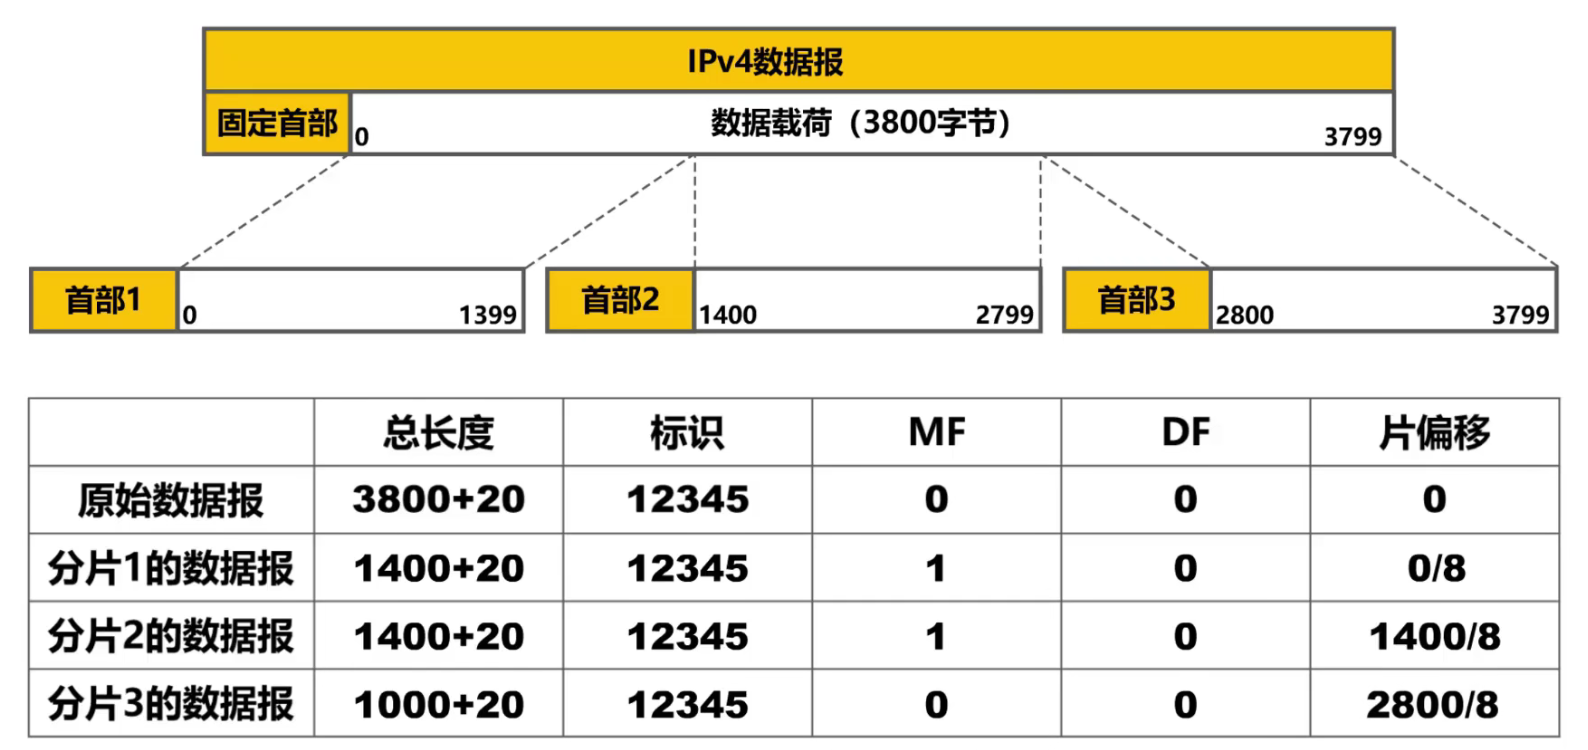 IPv4数据报
固定首部 0 数据载荷（3800字节） 3799
首部1 0 1399 首部2 1400 2799 首部3 2800 3799
总长度 标识 MF DF 片偏移
原始数据报 3800+20 12345 0 0 0
分片1的数据报 1400+20 12345 1 0 0/8
分片2的数据报 1400+20 12345 1 0 1400/8
分片3的数据报 1000+20 12345 0 0 2800/8